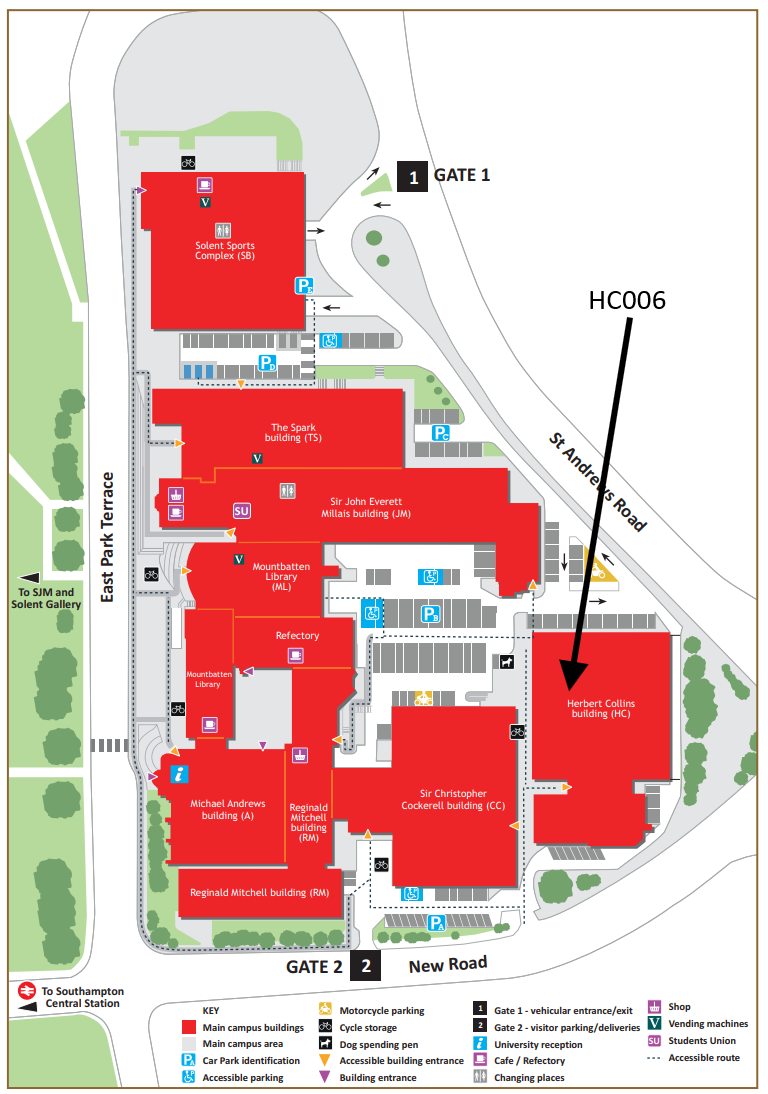 1 GATE 1
V
Solent Sports
Complex (SB)
HC006
PE
PD
The Spark
building (TS)
V
PC
St Andrews Road
East Park Terrace
SU
Sir John Everett
Millais building (JM)
V
Mountbatten
Library
(ML)
To SJM and
Solent Gallery
PB
Refectory
Mountbatten
Library
Herbert Collins
building (HC)
i
Michael Andrews
building (A)
Reginald
Mitchell
building
(RM)
Sir Christopher
Cockerell building (CC)
Reginald Mitchell building (RM)
PA
GATE 2 2 New Road
To Southampton
Central Station
KEY
Main campus buildings
Main campus area
PA Car Park identification
Accessible parking
Motorcycle parking
Cycle storage
Dog spending pen
Accessible building entrance
Building entrance
1 Gate 1 - vehicular entrance/exit
2 Gate 2 - visitor parking/deliveries
i University reception
Cafe / Refectory
Changing places
Shop
V Vending machines
SU Students Union
Accessible route